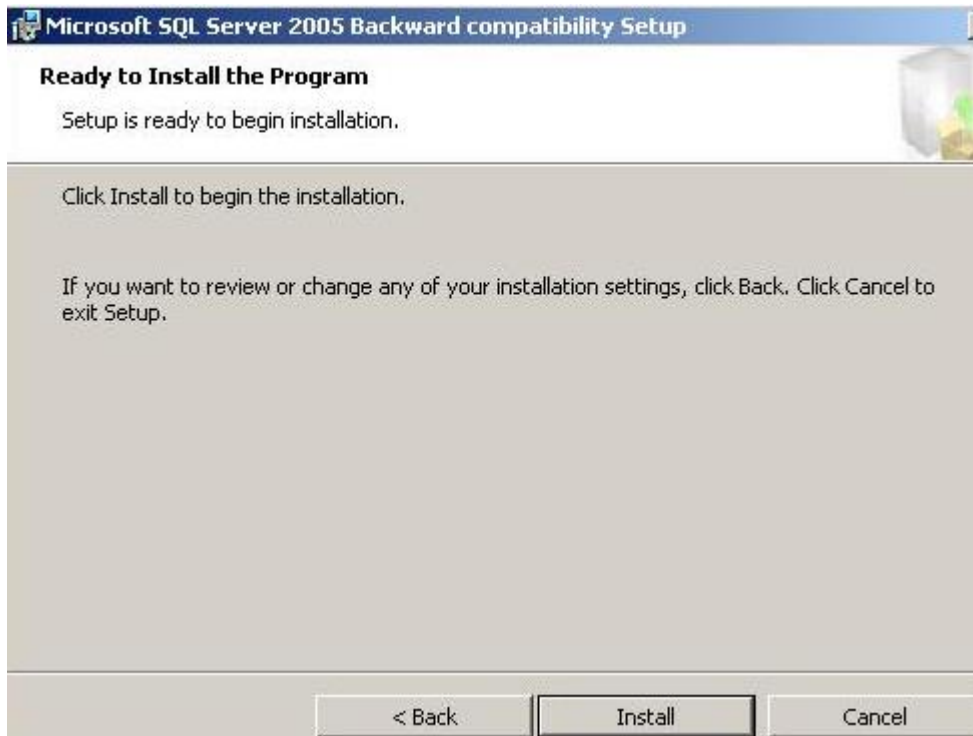 Microsoft SQL Server 2005 Backward compatibility Setup
Ready to Install the Program
Setup is ready to begin installation.
Click Install to begin the installation.
If you want to review or change any of your installation settings, click Back. Click Cancel to
exit Setup.
< Back Install Cancel